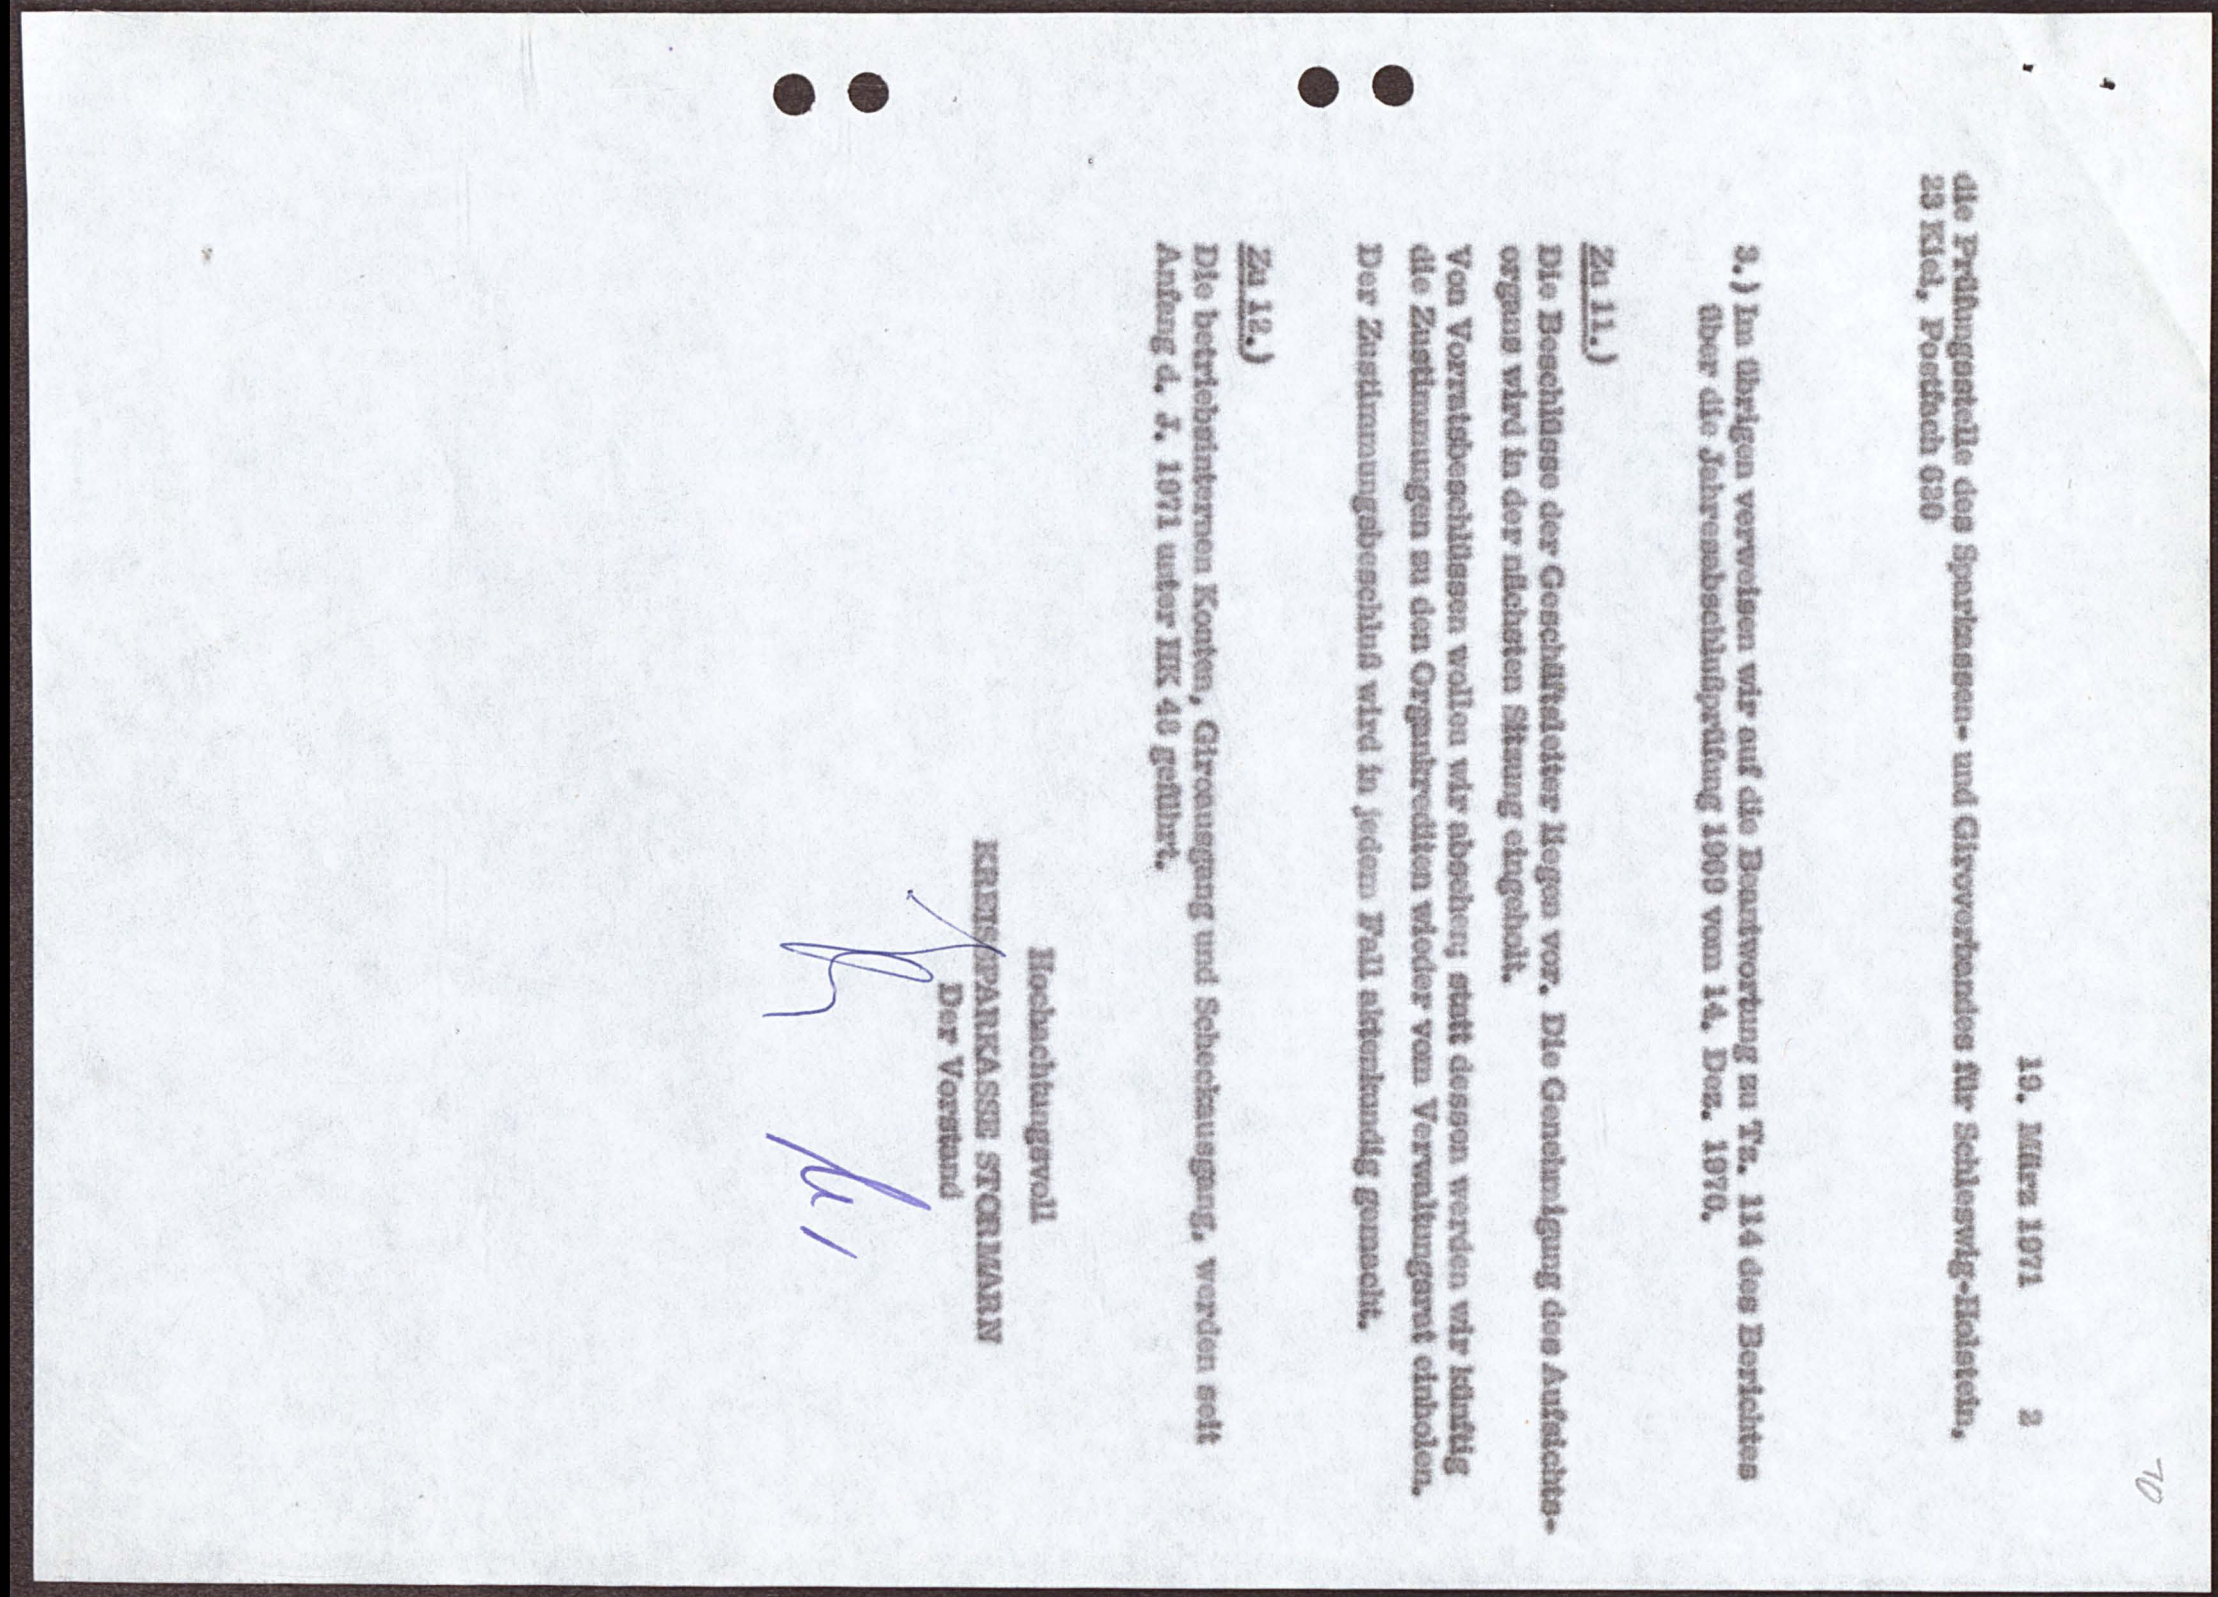 70
19. März 1971 2
die Prüfungsstelle des Sparkassen- und Giroverbandes für Schleswig-Holstein,
23 Kiel, Postfach 620
3.) Im übrigen verweisen wir auf die Beantwortung zu Tz. 114 des Berichtes
über die Jahresabschlußprüfung 1969 vom 14. Dez. 1970.
Zu 11.)
Die Beschlüsse der Geschäftsleiter liegen vor. Die Genehmigung des Aufsichts-
organs wird in der nächsten Sitzung eingeholt.
Von Vorratsbeschlüssen wollen wir absehen; statt dessen werden wir künftig
die Zustimmungen zu den Organkrediten wieder vom Verwaltungsrat einholen.
Der Zustimmungsbeschluß wird in jedem Fall aktenkundig gemacht.
Zu 12.)
Die betriebsinternen Konten, Giroausgang und Scheckausgang, werden seit
Anfang d. J. 1971 unter HK 48 geführt.
Hochachtungsvoll
KREISSPARKASSE STORMARN
Der Vorstand